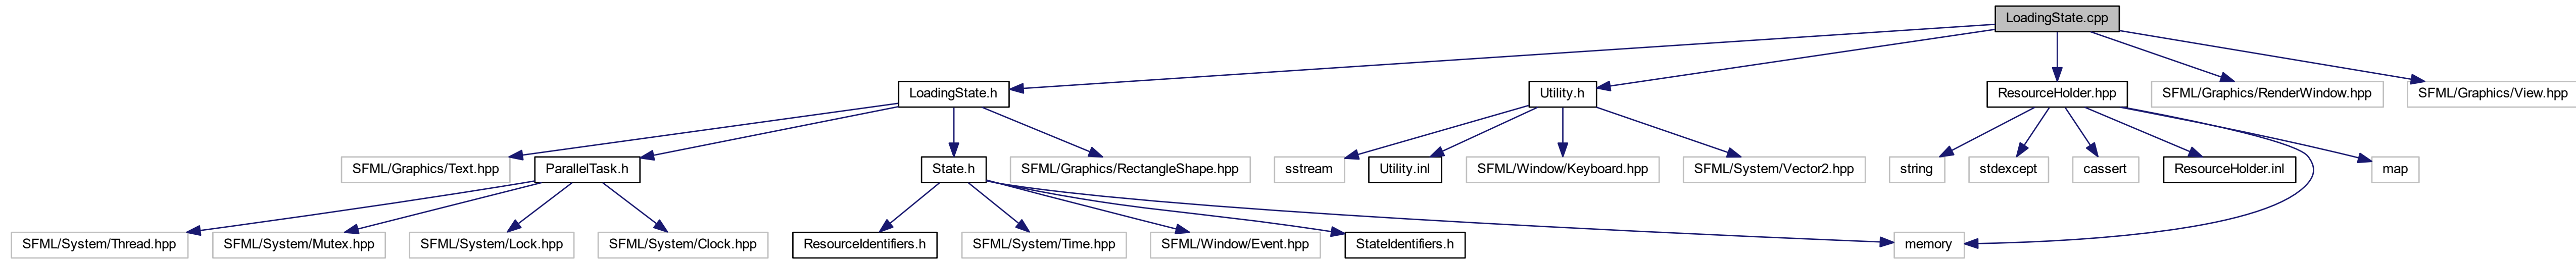 LoadingState.cpp
LoadingState.h
Utility.h
ResourceHolder.hpp
SFML/Graphics/RenderWindow.hpp
SFML/Graphics/View.hpp
SFML/Graphics/Text.hpp
ParallelTask.h
State.h
SFML/Graphics/RectangleShape.hpp
sstream
Utility.inl
SFML/Window/Keyboard.hpp
SFML/System/Vector2.hpp
string
stdexcept
cassert
ResourceHolder.inl
map
SFML/System/Thread.hpp
SFML/System/Mutex.hpp
SFML/System/Lock.hpp
SFML/System/Clock.hpp
ResourceIdentifiers.h
SFML/System/Time.hpp
SFML/Window/Event.hpp
StateIdentifiers.h
memory